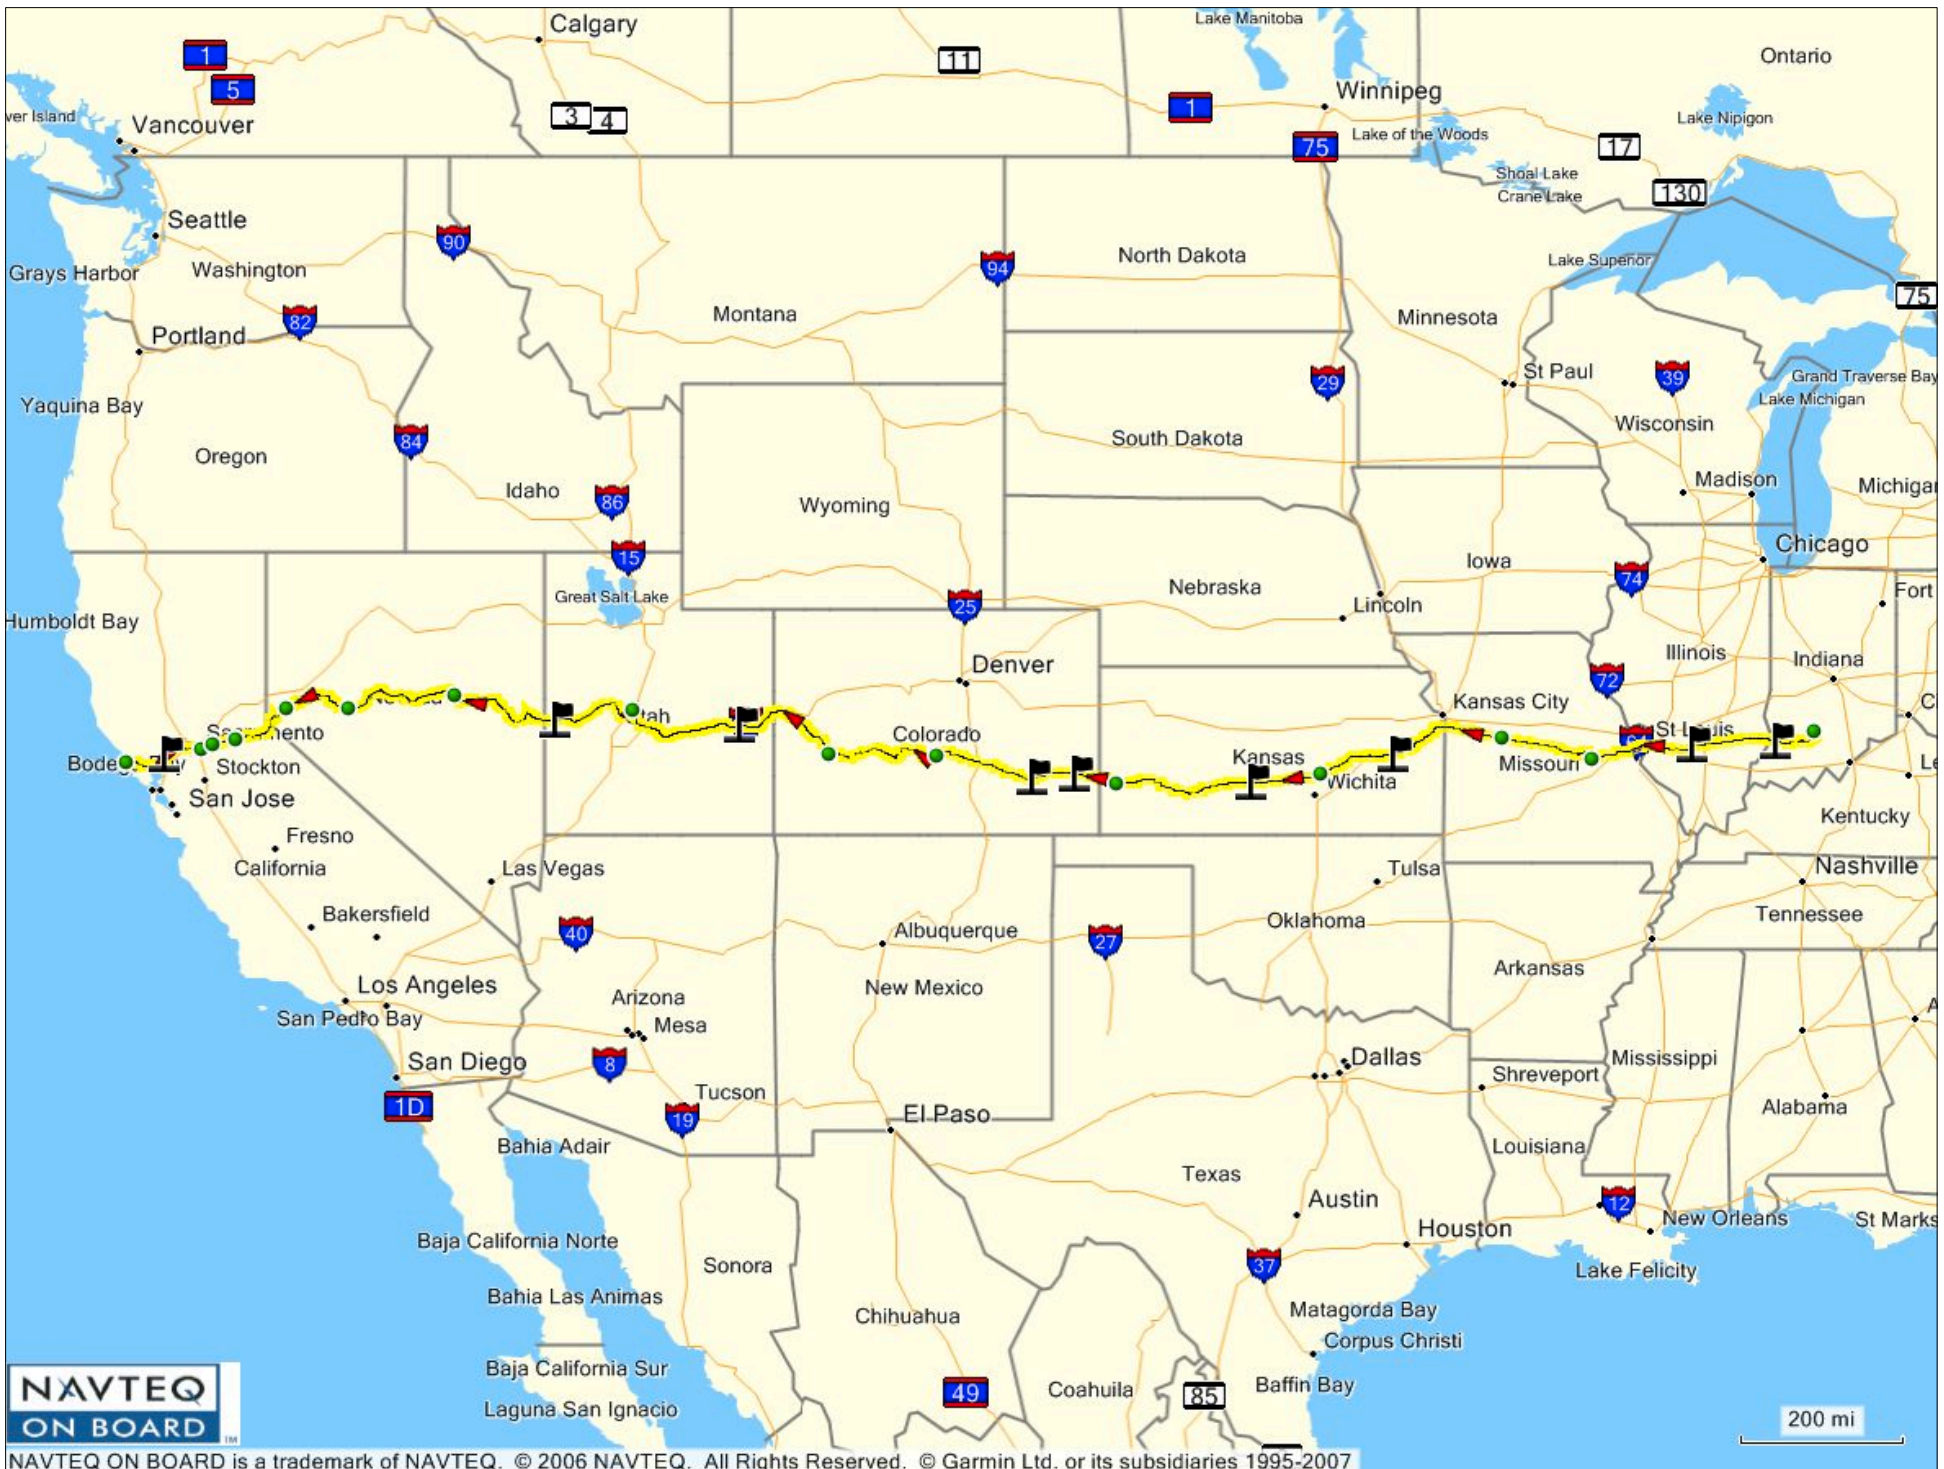 Calgary
Lake Manitoba
Ontario
1
11
5
Winnipeg
3
4
1
Lake Nipigon
ver Island
Vancouver
Lake of the Woods
75
17
Shoal Lake
130
Crane Lake
Seattle
90
North Dakota
Lake Superior
Grays Harbor
Washington
94
75
82
Montana
Minnesota
Portland
29
St Paul
39
Grand Traverse Bay
Lake Michigan
Yaquina Bay
84
South Dakota
Wisconsin
Oregon
Idaho
86
Wyoming
Madison
Michigan
15
Chicago
Iowa
74
Great Salt Lake
25
Nebraska
Lincoln
Fort
Humboldt Bay
Denver
Illinois
Indiana
72
Kansas City
C
Utah
Sacramento
Colorado
St Louis
Bodega Bay
Stockton
Kansas
Missouri
Le
Wichita
San Jose
Kentucky
Fresno
California
Las Vegas
Tulsa
Nashville
Bakersfield
40
Albuquerque
27
Oklahoma
Tennessee
Los Angeles
New Mexico
Arkansas
San Pedro Bay
Arizona
Mesa
A
San Diego
8
Dallas
Mississippi
Shreveport
1D
Tucson
19
El Paso
Alabama
Bahia Adair
Louisiana
Texas
Austin
12
New Orleans
St Marks
Houston
Baja California Norte
Sonora
37
Lake Felicity
Bahia Las Animas
Chihuahua
Matagorda Bay
Corpus Christi
Baja California Sur
49
Coahuila
85
Baffin Bay
Laguna San Ignacio
NAVTEQ
ON BOARD
TM
200 mi
NAVTEQ ON BOARD is a trademark of NAVTEQ. © 2006 NAVTEQ. All Rights Reserved. © Garmin Ltd. or its subsidiaries 1995-2007